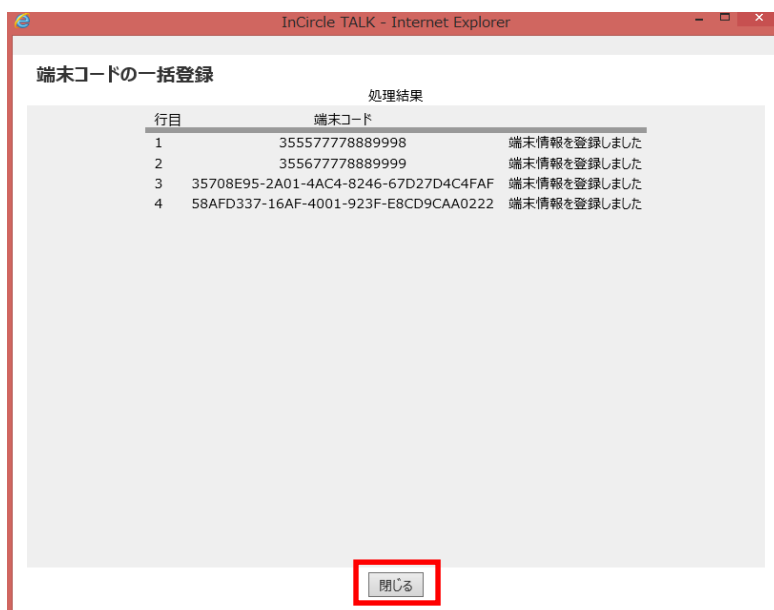 InCircle TALK - Internet Explorer
端末コードの一括登録
処理結果
行目 端末コード
1 355577778889998 端末情報を登録しました
2 355677778889999 端末情報を登録しました
3 35708E95-2A01-4AC4-8246-67D27D4C4FAF 端末情報を登録しました
4 58AFD337-16AF-4001-923F-E8CD9CAA0222 端末情報を登録しました
閉じる